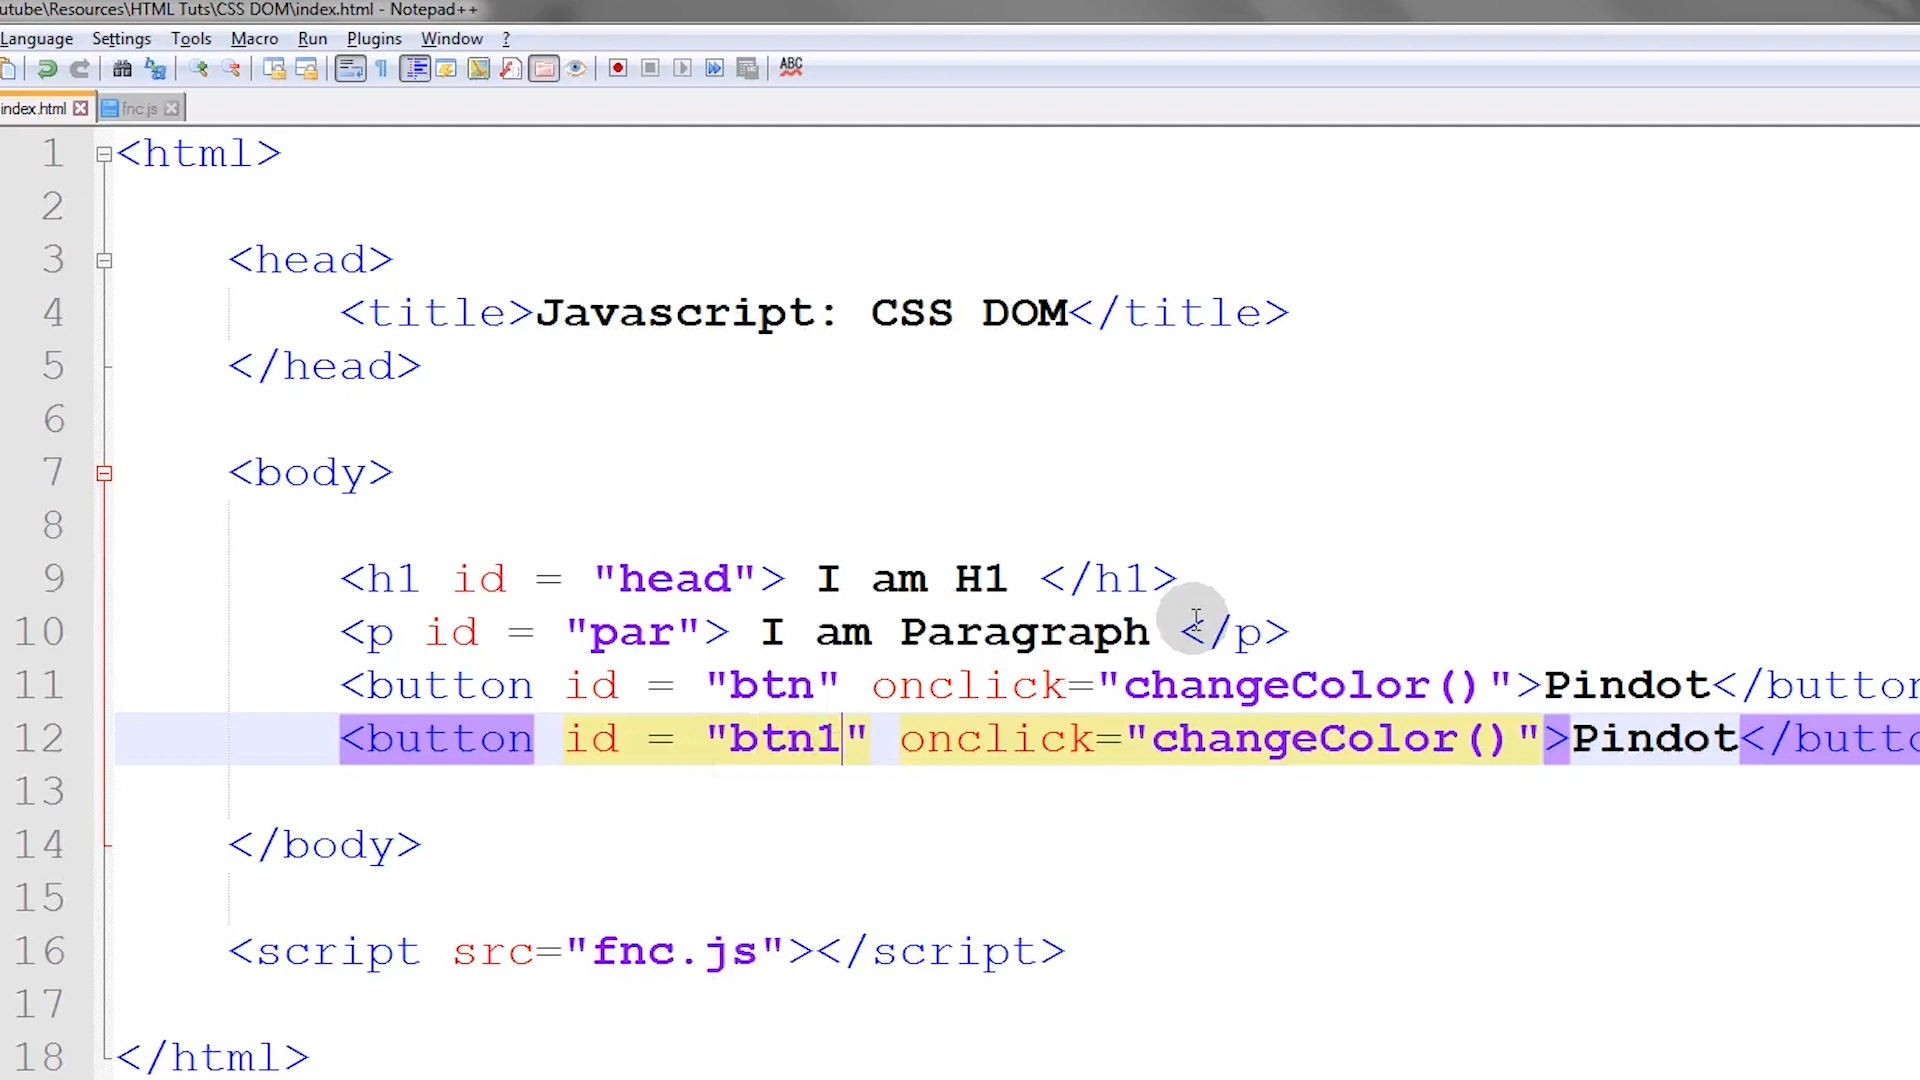 utube\Resources\HTML Tuts\CSS DOM\index.html - Notepad++
Language Settings Tools Macro Run Plugins Window ?
ABC
index.html fnc.js
1 <html>
2
3 <head>
4 <title>Javascript: CSS DOM</title>
5 </head>
6
7 <body>
8
9 <h1 id = "head"> I am H1 </h1>
10 <p id = "par"> I am Paragraph </p>
11 <button id = "btn" onclick="changeColor()">Pindot</button
12 <button id = "btn1" onclick="changeColor()">Pindot</butto
13
14 </body>
15
16 <script src="fnc.js"></script>
17
18 </html>